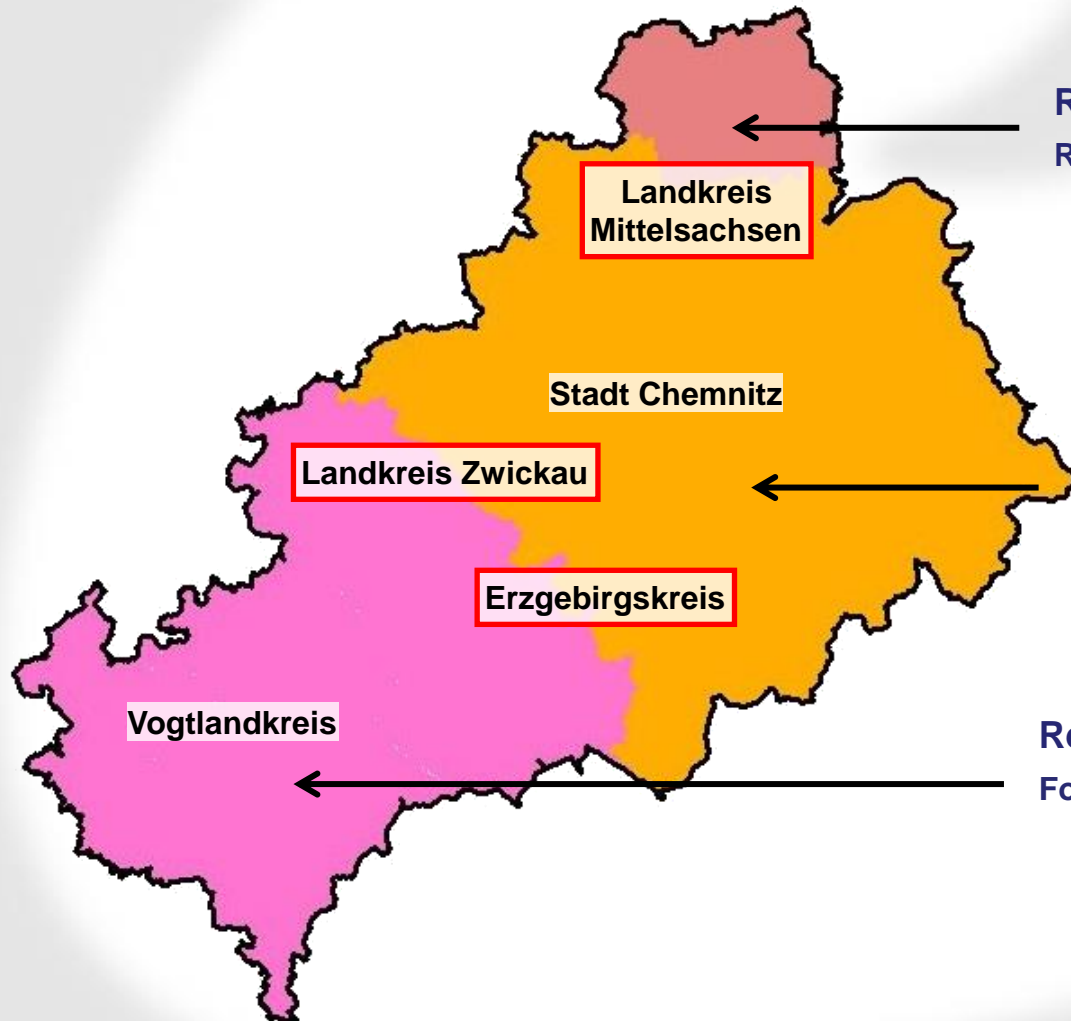 Landkreis
Mittelsachsen
Stadt Chemnitz
Landkreis Zwickau
Erzgebirgskreis
Vogtlandkreis